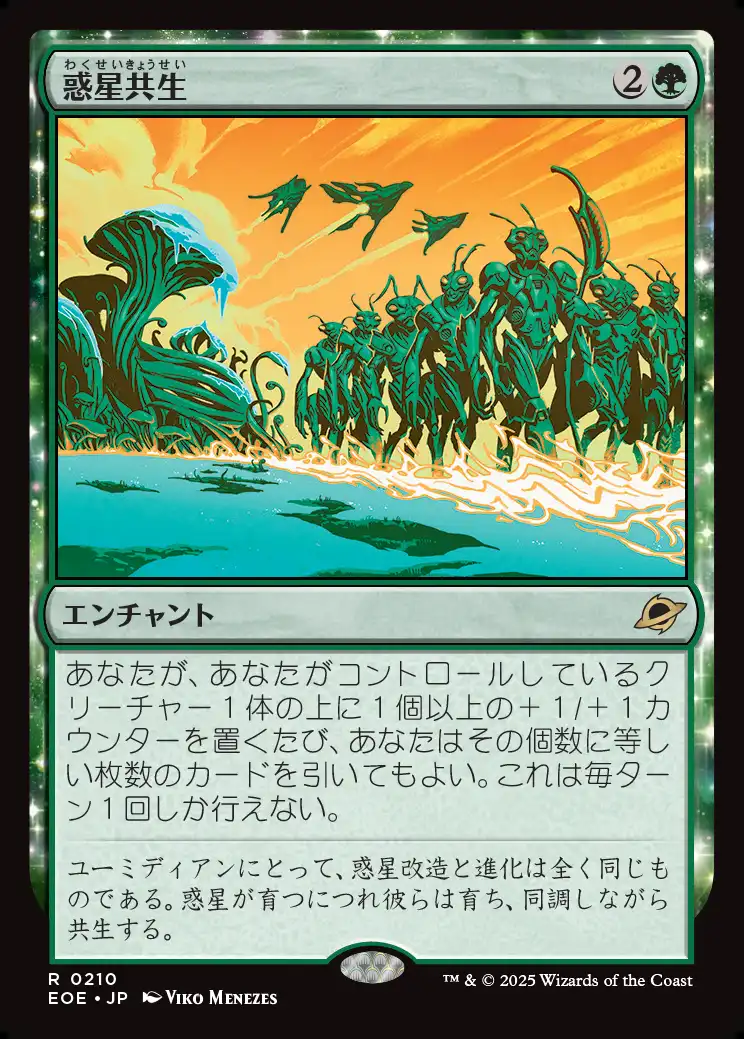 わくせいきょうせい
惑星共生
2
エンチャント
あなたが、あなたがコントロールしているク
リーチャー1体の上に1個以上の+1/+1カ
ウンターを置くたび、あなたはその個数に等し
い枚数のカードを引いてもよい。これは毎ター
ン1回しか行えない。
ユーミディアンにとって、惑星改造と進化は全く同じも
のである。惑星が育つにつれ彼らは育ち、同調しながら
共生する。
R 0210
EOE • JP Viko Menezes
™ & © 2025 Wizards of the Coast